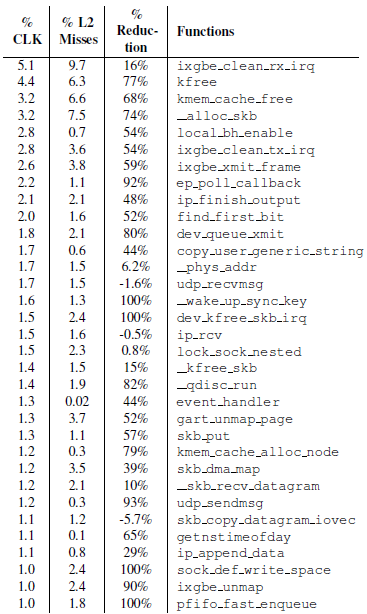 % CLK % L2 Misses % Reduc-tion Functions
5.1 9.7 16% ixgbe_clean_rx_irq
4.4 6.3 77% kfree
3.2 6.6 68% kmem_cache_free
3.2 7.5 74% __alloc_skb
2.8 0.7 54% local_bh_enable
2.8 3.6 54% ixgbe_clean_tx_irq
2.6 3.8 59% ixgbe_xmit_frame
2.2 1.1 92% ep_poll_callback
2.1 2.1 48% ip_finish_output
2.0 1.6 52% find_first_bit
1.8 2.1 80% dev_queue_xmit
1.7 0.6 44% copy_user_generic_string
1.7 1.5 6.2% __phys_addr
1.7 1.5 -1.6% udp_recvmsg
1.6 1.3 100% __wake_up_sync_key
1.5 2.4 100% dev_kfree_skb_irq
1.5 1.6 -0.5% ip_rcv
1.5 2.3 0.8% lock_sock_nested
1.4 1.5 15% __kfree_skb
1.4 1.9 82% __qdisc_run
1.3 0.02 44% event_handler
1.3 3.7 52% gart_unmap_page
1.3 1.1 57% skb_put
1.2 0.3 79% kmem_cache_alloc_node
1.2 3.5 39% skb_dma_map
1.2 2.1 10% __skb_recv_datagram
1.2 0.3 93% udp_sendmsg
1.1 1.2 -5.7% skb_copy_datagram_iovec
1.1 0.1 65% getnstimeofday
1.1 0.8 29% ip_append_data
1.0 2.4 100% sock_def_write_space
1.0 2.4 90% ixgbe_unmap
1.0 1.8 100% pfifo_fast_enqueue